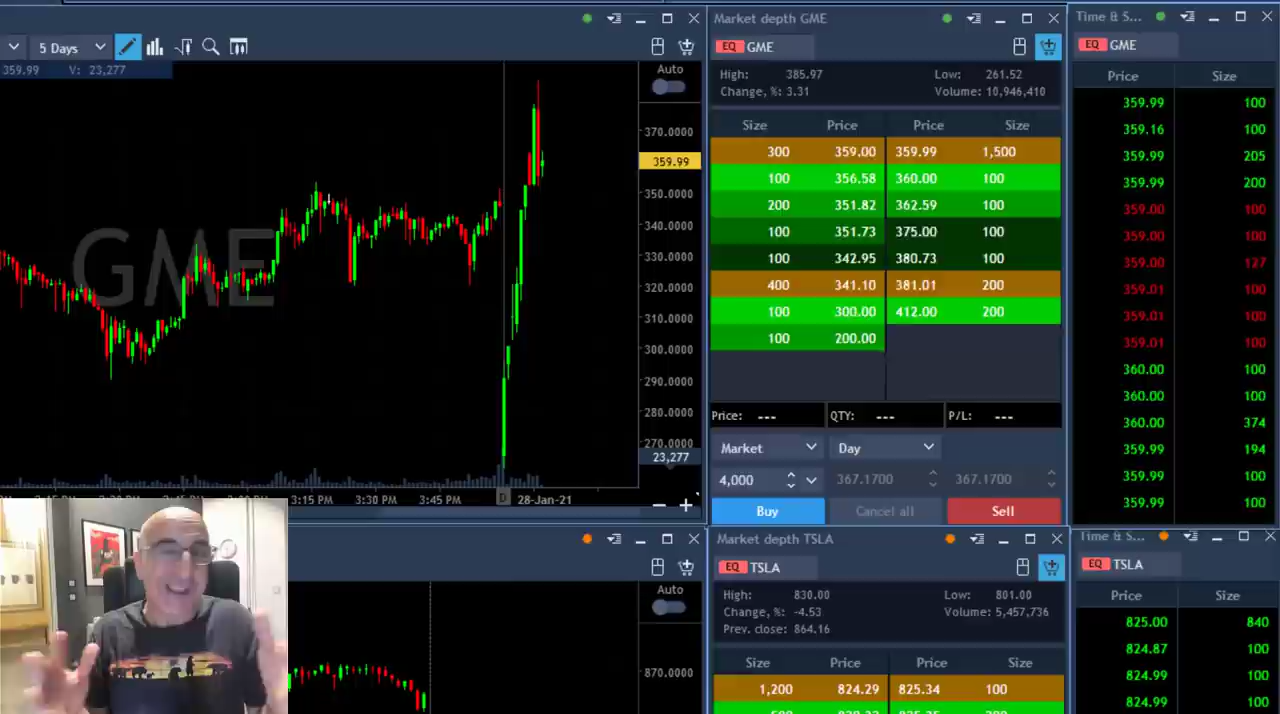 Market depth GME
Time & S...
5 Days
EQ GME
EQ GME
359.99 V: 23,277
Auto
High: 385.97 Low: 261.52
Change, %: 3.31 Volume: 10,946,410
Price Size
Size Price Price Size
370.0000
359.99
350.0000
340.0000
330.0000
320.0000
310.0000
300.0000
290.0000
280.0000
270.0000
23,277
GME
300 359.00 359.99 1,500
100 356.58 360.00 100
200 351.82 362.59 100
100 351.73 375.00 100
100 342.95 380.73 100
400 341.10 381.01 200
100 300.00 412.00 200
100 200.00
359.99 100
359.16 100
359.99 205
359.99 200
359.00 100
359.00 100
359.00 127
359.01 100
359.01 100
359.01 100
360.00 100
360.00 100
360.00 374
359.99 194
359.99 100
359.99 100
Price: --- QTY: --- P/L: ---
Market Day
4,000 367.1700 367.1700
Buy Cancel all Sell
3:15 PM 3:30 PM 3:45 PM D 28-Jan-21
Market depth TSLA
Time & S...
EQ TSLA
EQ TSLA
Auto
High: 830.00 Low: 801.00
Change, %: -4.53 Volume: 5,457,736
Prev. close: 864.16
Price Size
Size Price Price Size
870.0000
1,200 824.29 825.34 100
825.00 840
824.87 100
824.99 100
824.99 100